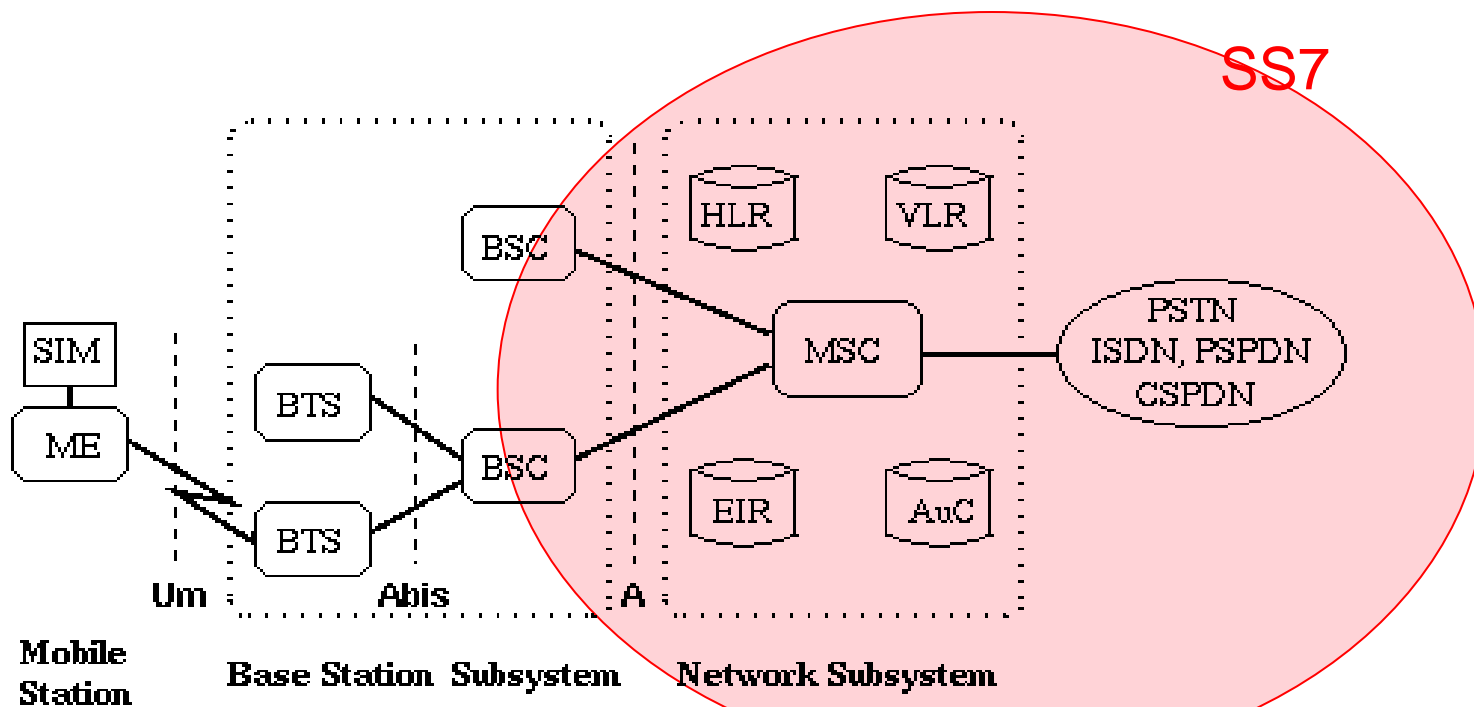 SS7
HLR
VLR
BSC
PSTN
SIM
MSC
ISDN, PSPDN
CSPDN
BTS
ME
BSC
EIR
AuC
BTS
Um
Abis
A
Mobile
Station
Base Station Subsystem
Network Subsystem